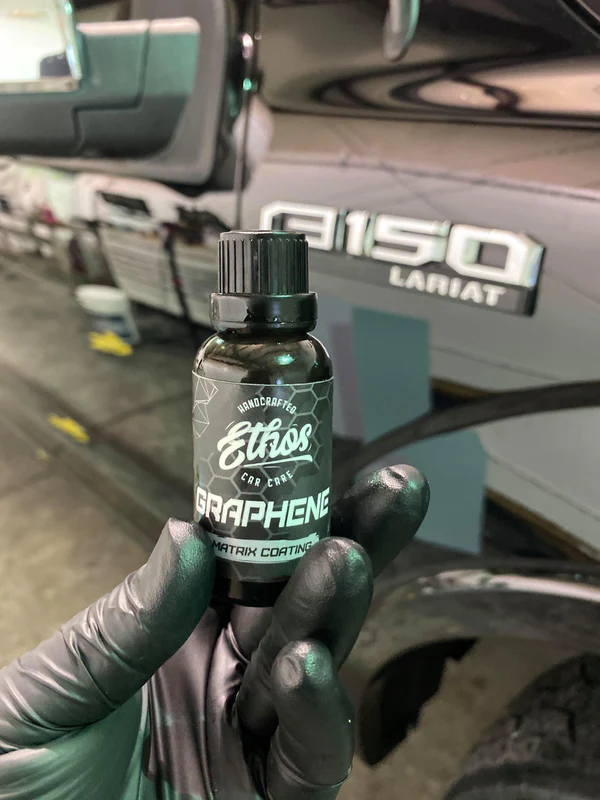 F150
LARIAT
HANDCRAFTED
Ethos
CAR CARE
GRAPHENE
MATRIX COATING